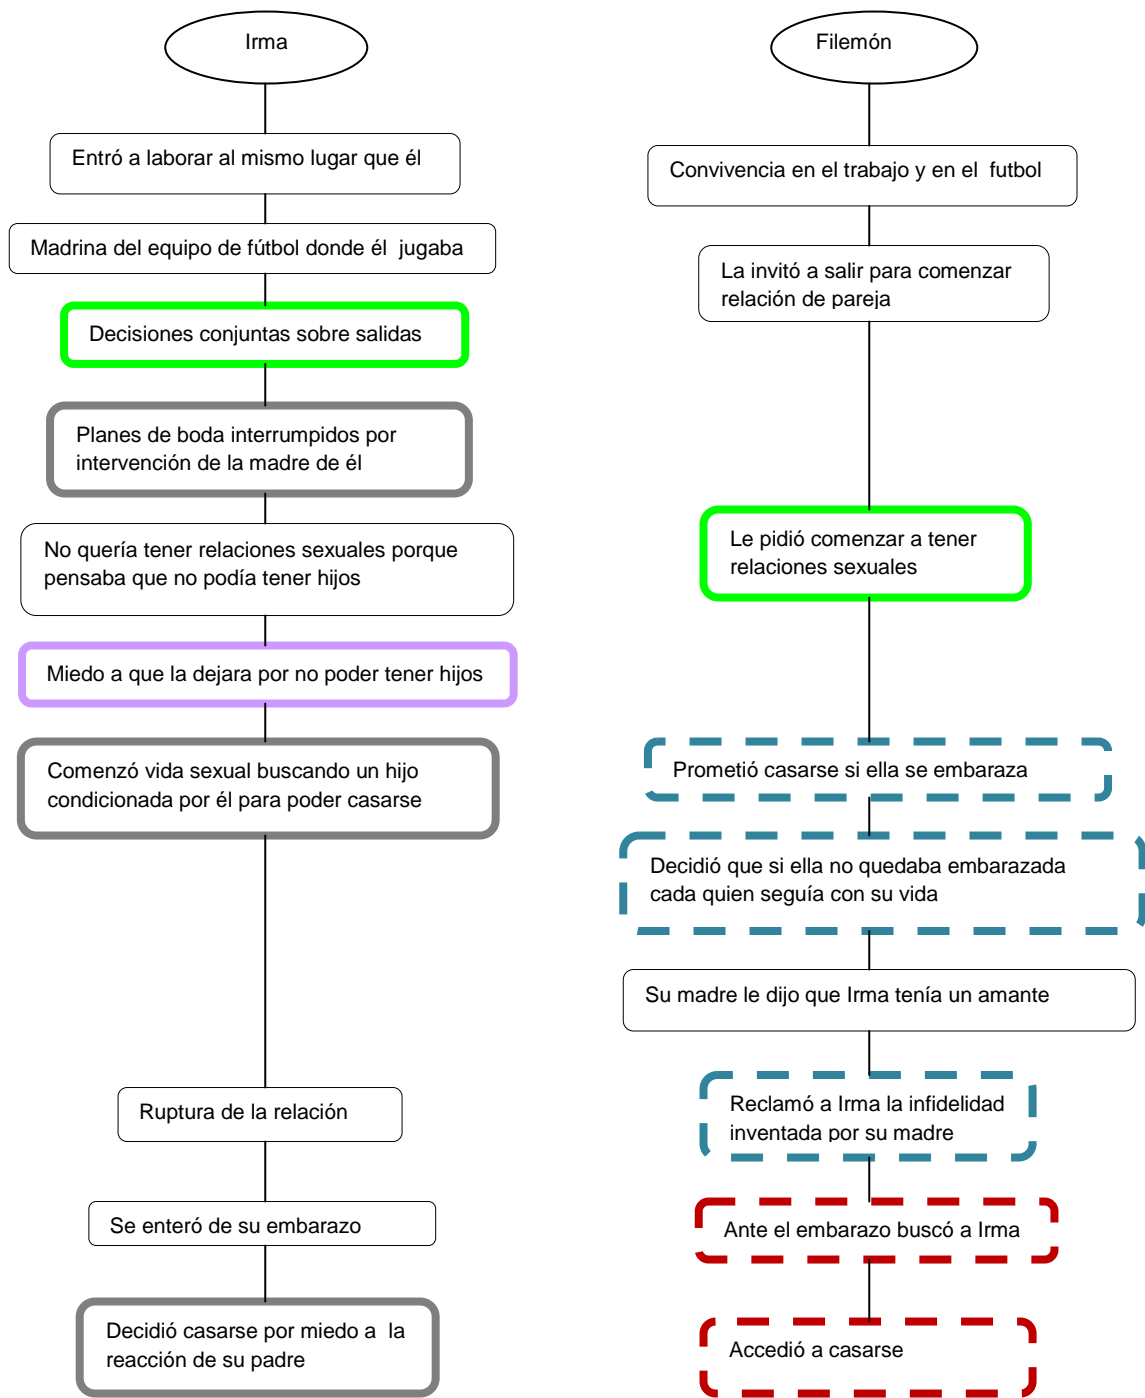 Irma
Entró a laborar al mismo lugar que él
Madrina del equipo de fútbol donde él jugaba
Decisiones conjuntas sobre salidas
Planes de boda interrumpidos por
intervención de la madre de él
No quería tener relaciones sexuales porque
pensaba que no podía tener hijos
Miedo a que la dejara por no poder tener hijos
Comenzó vida sexual buscando un hijo
condicionada por él para poder casarse
Ruptura de la relación
Se enteró de su embarazo
Decidió casarse por miedo a la
reacción de su padre
Filemón
Convivencia en el trabajo y en el futbol
La invitó a salir para comenzar
relación de pareja
Le pidió comenzar a tener
relaciones sexuales
Prometió casarse si ella se embaraza
Decidió que si ella no quedaba embarazada
cada quien seguía con su vida
Su madre le dijo que Irma tenía un amante
Reclamó a Irma la infidelidad
inventada por su madre
Ante el embarazo buscó a Irma
Accedió a casarse